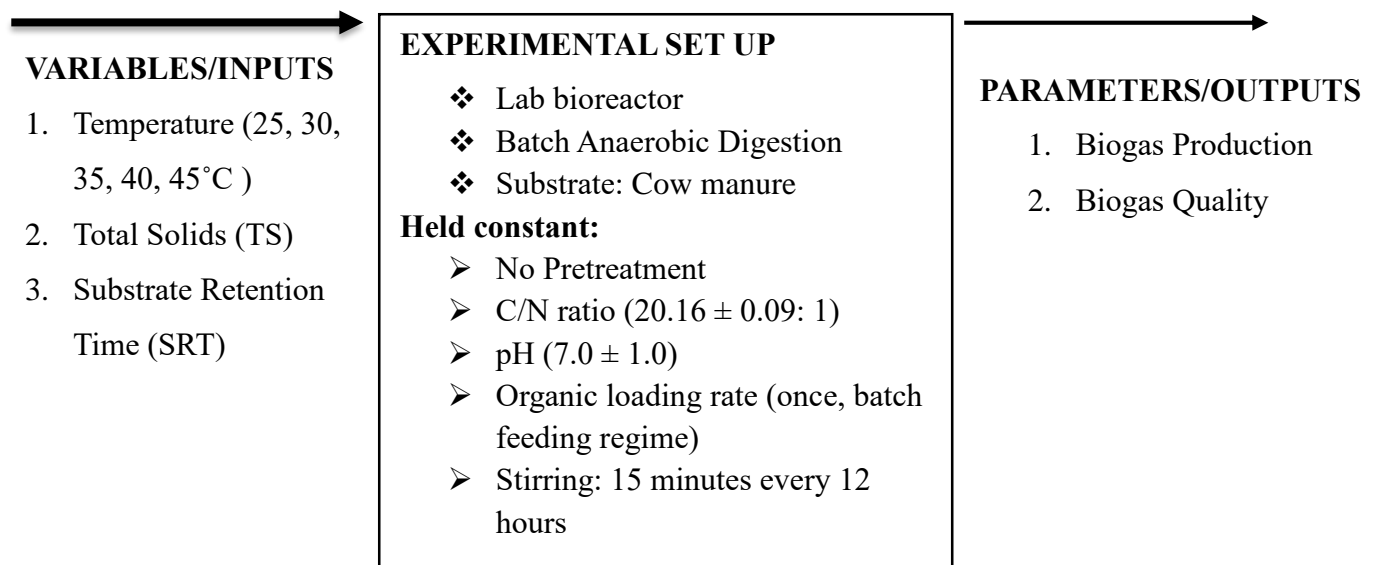 VARIABLES/INPUTS
1. Temperature (25, 30,
35, 40, 45˚C )
2. Total Solids (TS)
3. Substrate Retention
Time (SRT)
EXPERIMENTAL SET UP
❖ Lab bioreactor
❖ Batch Anaerobic Digestion
❖ Substrate: Cow manure
Held constant:
➢ No Pretreatment
➢ C/N ratio (20.16 ± 0.09: 1)
➢ pH (7.0 ± 1.0)
➢ Organic loading rate (once, batch
feeding regime)
➢ Stirring: 15 minutes every 12
hours
PARAMETERS/OUTPUTS
1. Biogas Production
2. Biogas Quality